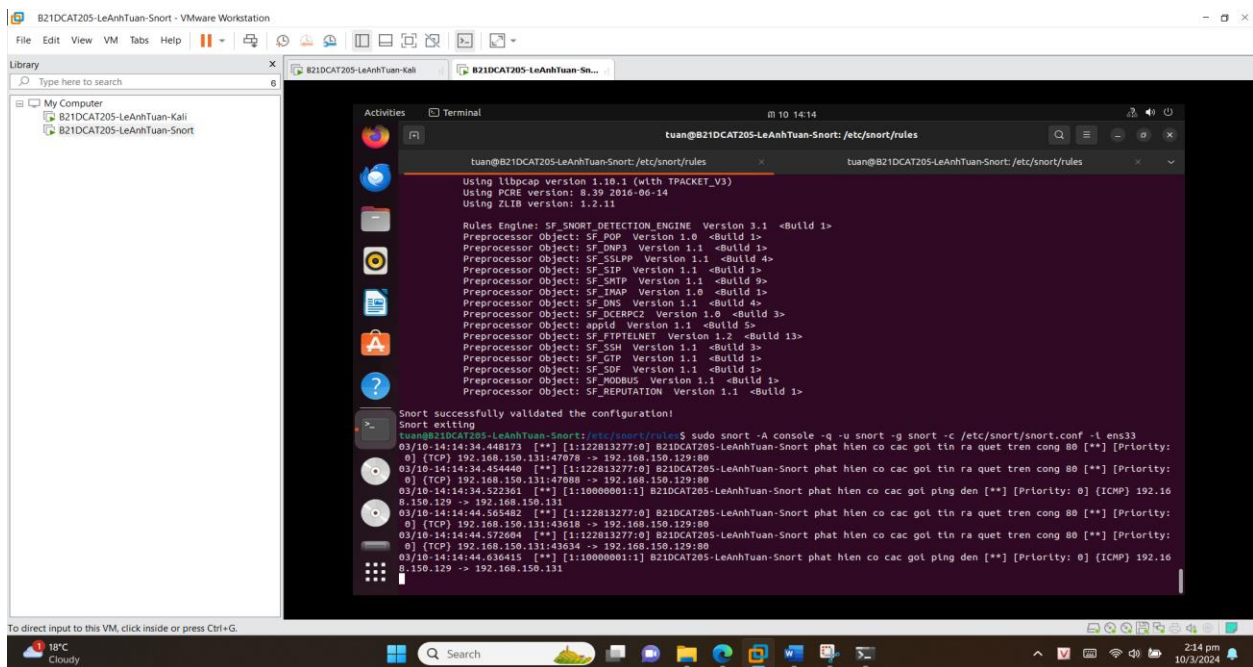 B21DCAT205-LeAnhTuan-Snort - VMware Workstation
File Edit View VM Tabs Help
Library
Type here to search
My Computer
B21DCAT205-LeAnhTuan-Kali
B21DCAT205-LeAnhTuan-Snort
B21DCAT205-LeAnhTuan-Kali B21DCAT205-LeAnhTuan-Sn...
Activities Terminal 10 14:14
tuan@B21DCAT205-LeAnhTuan-Snort: /etc/snort/rules
tuan@B21DCAT205-LeAnhTuan-Snort: /etc/snort/rules tuan@B21DCAT205-LeAnhTuan-Snort: /etc/snort/rules
Using libpcap version 1.10.1 (with TPACKET_V3)
Using PCRE version: 8.39 2016-06-14
Using ZLIB version: 1.2.11
Rules Engine: SF_SNORT_DETECTION_ENGINE Version 3.1 <Build 1>
Preprocessor Object: SF_POP Version 1.0 <Build 1>
Preprocessor Object: SF_DNP3 Version 1.1 <Build 1>
Preprocessor Object: SF_SSLPP Version 1.1 <Build 4>
Preprocessor Object: SF_SIP Version 1.1 <Build 1>
Preprocessor Object: SF_SMTP Version 1.1 <Build 9>
Preprocessor Object: SF_IMAP Version 1.0 <Build 1>
Preprocessor Object: SF_DNS Version 1.1 <Build 4>
Preprocessor Object: SF_DCERPC2 Version 1.0 <Build 3>
Preprocessor Object: appid Version 1.1 <Build 5>
Preprocessor Object: SF_FTPTELNET Version 1.2 <Build 13>
Preprocessor Object: SF_SSH Version 1.1 <Build 3>
Preprocessor Object: SF_GTP Version 1.1 <Build 1>
Preprocessor Object: SF_SDF Version 1.1 <Build 1>
Preprocessor Object: SF_MODBUS Version 1.1 <Build 1>
Preprocessor Object: SF_REPUTATION Version 1.1 <Build 1>
Snort successfully validated the configuration!
Snort exiting
tuan@B21DCAT205-LeAnhTuan-Snort:/etc/snort/rules$ sudo snort -A console -q -u snort -g snort -c /etc/snort/snort.conf -i ens33
03/10-14:14:34.448173 [**] [1:122813277:0] B21DCAT205-LeAnhTuan-Snort phat hien co cac goi tin ra quet tren cong 80 [**] [Priority:
0] {TCP} 192.168.150.131:47078 -> 192.168.150.129:80
03/10-14:14:34.454440 [**] [1:122813277:0] B21DCAT205-LeAnhTuan-Snort phat hien co cac goi tin ra quet tren cong 80 [**] [Priority:
0] {TCP} 192.168.150.131:47088 -> 192.168.150.129:80
03/10-14:14:34.522361 [**] [1:10000001:1] B21DCAT205-LeAnhTuan-Snort phat hien co cac goi ping den [**] [Priority: 0] {ICMP} 192.16
8.150.129 -> 192.168.150.131
03/10-14:14:44.565482 [**] [1:122813277:0] B21DCAT205-LeAnhTuan-Snort phat hien co cac goi tin ra quet tren cong 80 [**] [Priority:
0] {TCP} 192.168.150.131:43618 -> 192.168.150.129:80
03/10-14:14:44.572604 [**] [1:122813277:0] B21DCAT205-LeAnhTuan-Snort phat hien co cac goi tin ra quet tren cong 80 [**] [Priority:
0] {TCP} 192.168.150.131:43634 -> 192.168.150.129:80
03/10-14:14:44.636415 [**] [1:10000001:1] B21DCAT205-LeAnhTuan-Snort phat hien co cac goi ping den [**] [Priority: 0] {ICMP} 192.16
8.150.129 -> 192.168.150.131
To direct input to this VM, click inside or press Ctrl+G.
18°C
Cloudy
Search
2:14 pm
10/3/2024